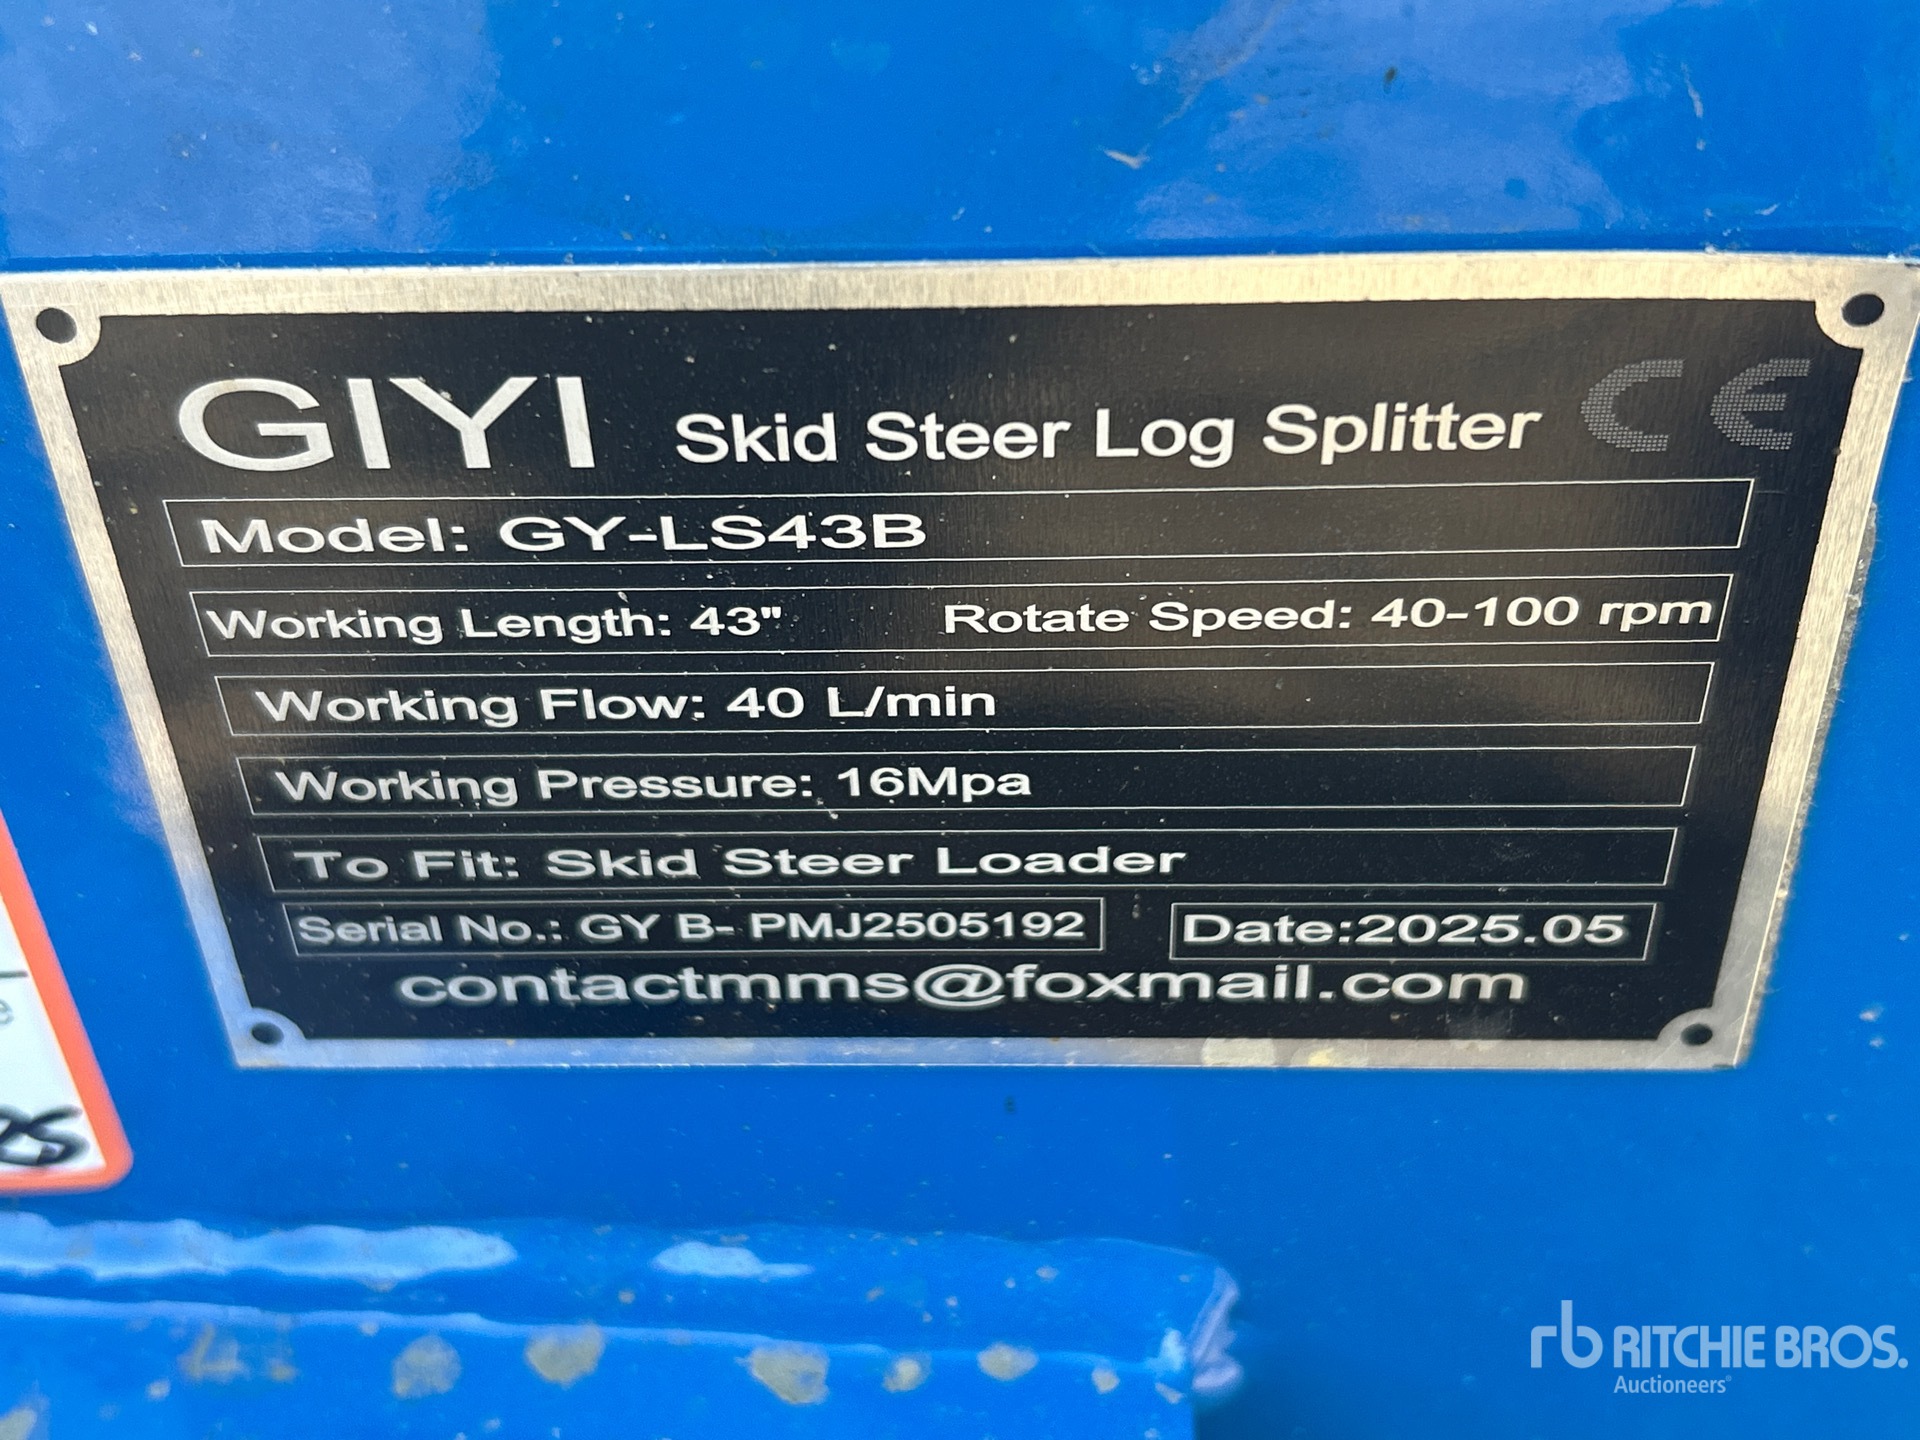 GIYI Skid Steer Log Splitter CE
Model: GY-LS43B
Working Length: 43" Rotate Speed: 40-100 rpm
Working Flow: 40 L/min
Working Pressure: 16Mpa
To Fit: Skid Steer Loader
Serial No.: GY B- PMJ2505192 Date:2025.05
contactmms@foxmail.com
rb RITCHIE BROS.
Auctioneers